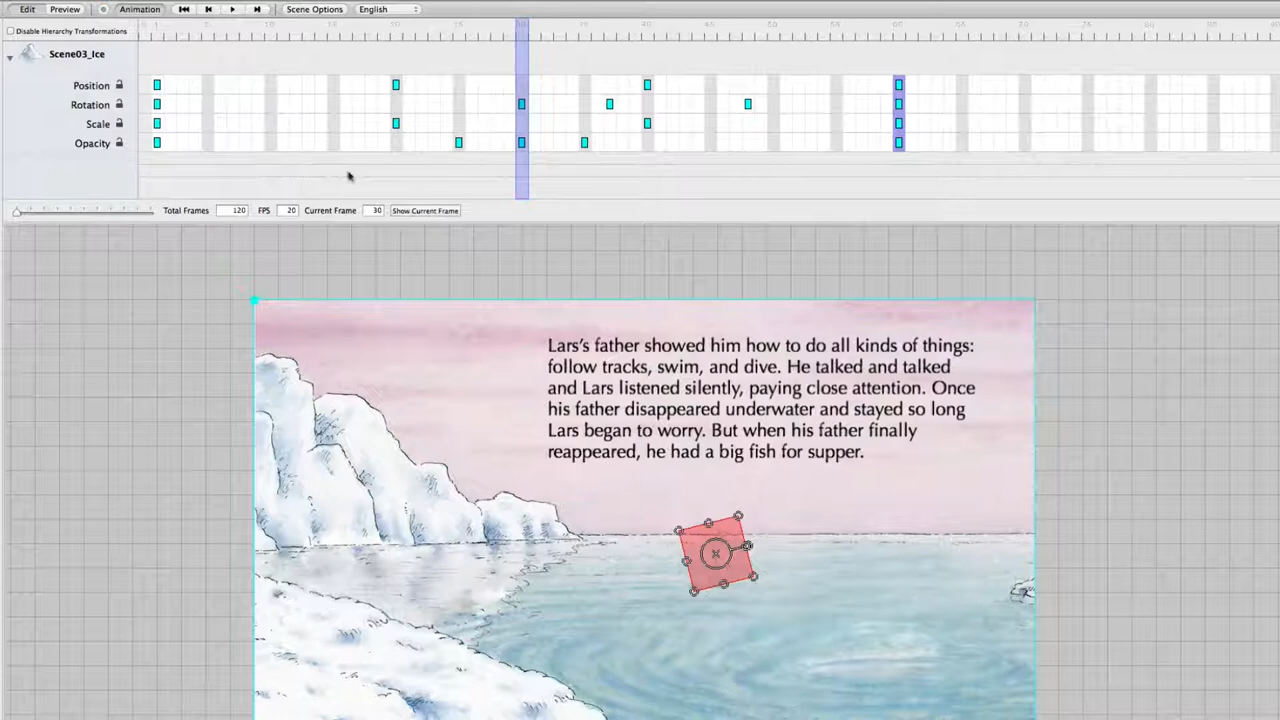 Edit Preview Animation Scene Options English
Disable Hierarchy Transformations
Scene03_Ice
Position
Rotation
Scale
Opacity
Total Frames 120 FPS 20 Current Frame 30 Show Current Frame
Lars's father showed him how to do all kinds of things:
follow tracks, swim, and dive. He talked and talked
and Lars listened silently, paying close attention. Once
his father disappeared underwater and stayed so long
Lars began to worry. But when his father finally
reappeared, he had a big fish for supper.